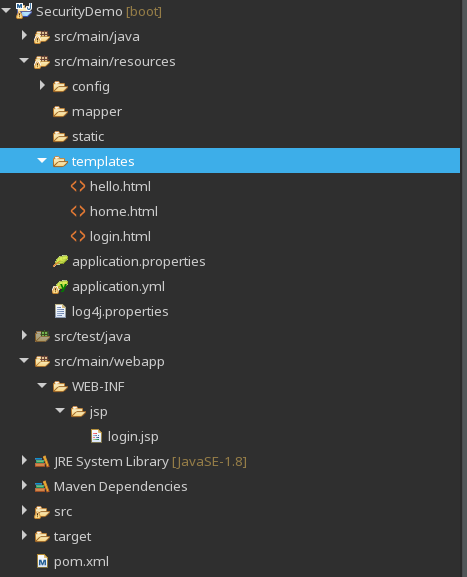 SecurityDemo [boot]
src/main/java
src/main/resources
config
mapper
static
templates
hello.html
home.html
login.html
application.properties
application.yml
log4j.properties
src/test/java
src/main/webapp
WEB-INF
jsp
login.jsp
JRE System Library [JavaSE-1.8]
Maven Dependencies
src
target
pom.xml